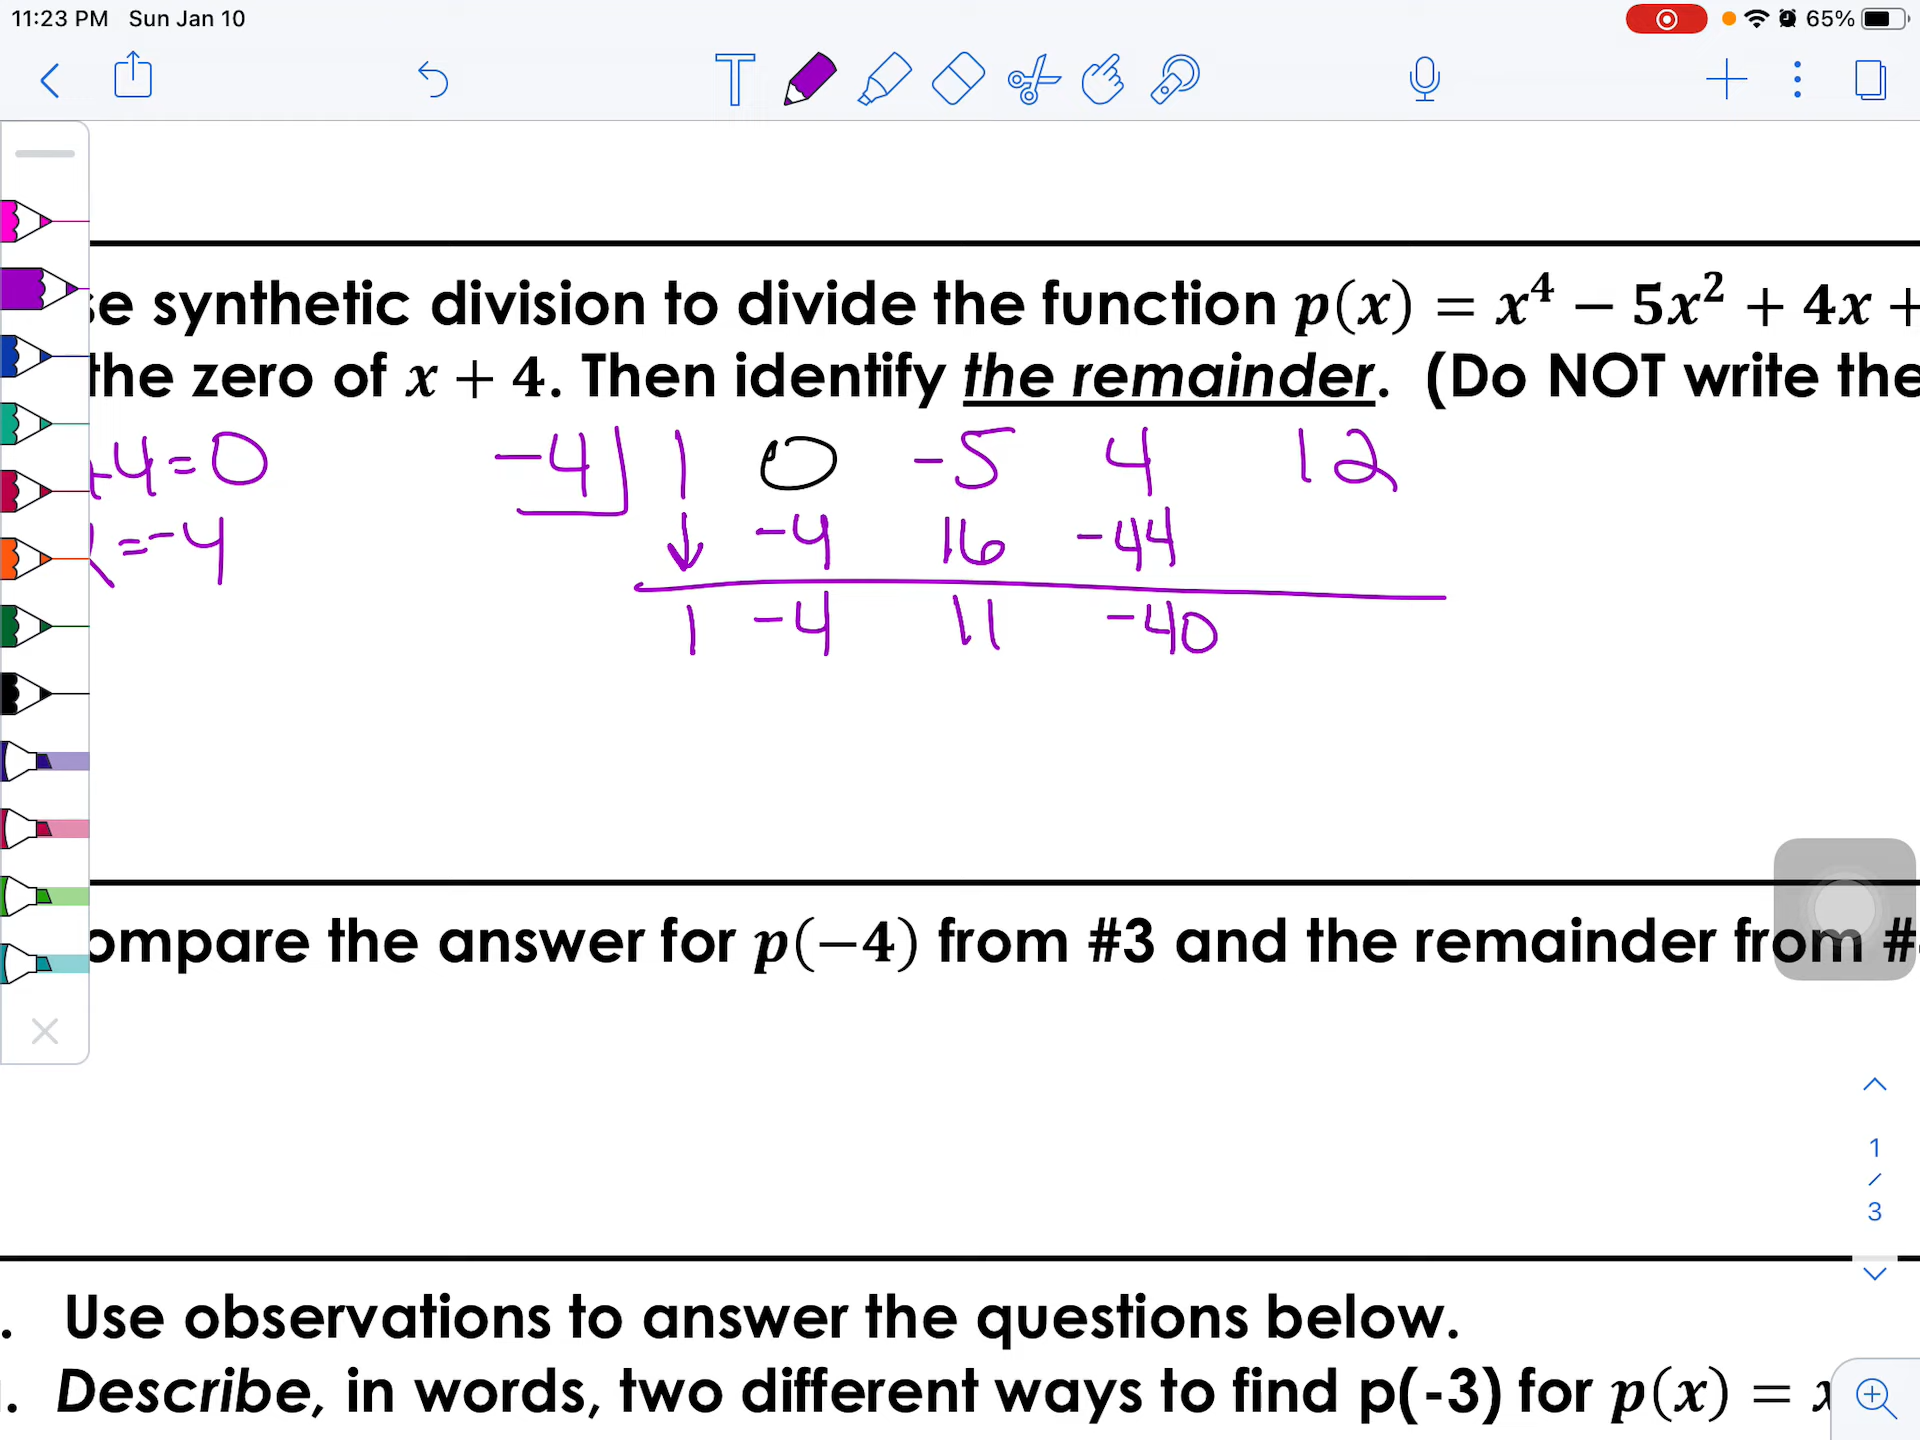 11:23 PM Sun Jan 10
65%
se synthetic division to divide the function p(x) = x⁴ − 5x² + 4x +
the zero of x + 4. Then identify the remainder. (Do NOT write the
+4=0
x=-4
-4 1 0 -5 4 12
-4 16 -44
1 -4 11 -40
ompare the answer for p(−4) from #3 and the remainder from #
1
/
3
. Use observations to answer the questions below.
. Describe, in words, two different ways to find p(-3) for p(x) = x